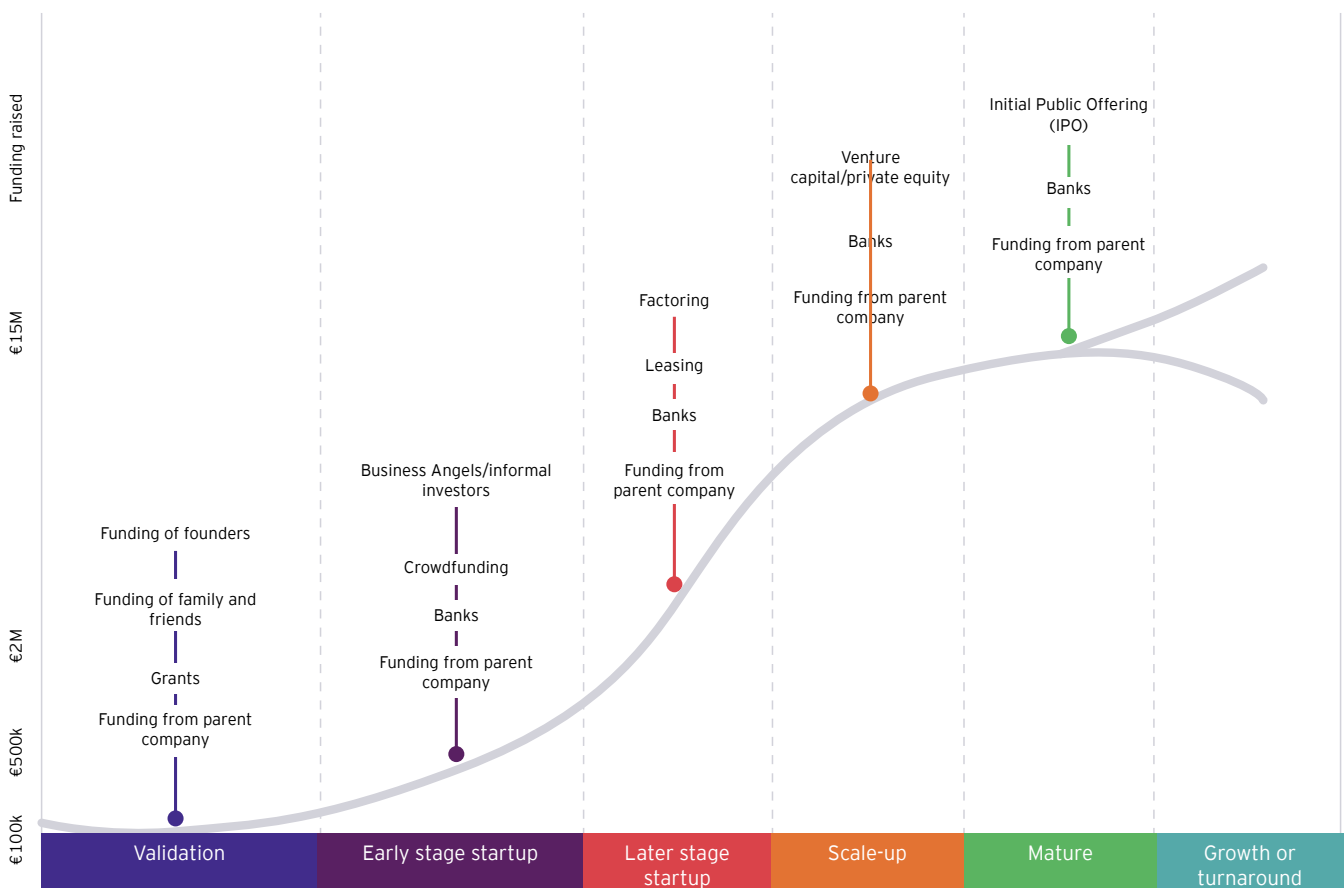 Funding raised
€15M
€2M
€500k
€100k
Funding of founders
Funding of family and
friends
Grants
Funding from parent
company
Business Angels/informal
investors
Crowdfunding
Banks
Funding from parent
company
Factoring
Leasing
Banks
Funding from
parent company
Venture
capital/private equity
Banks
Funding from parent
company
Initial Public Offering
(IPO)
Banks
Funding from parent
company
Validation
Early stage startup
Later stage
startup
Scale-up
Mature
Growth or
turnaround